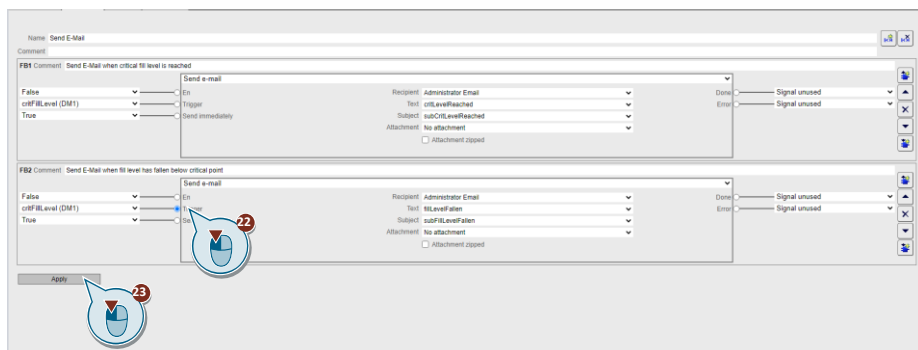 Name Send E-Mail
Comment
FB1 Comment Send E-Mail when critical fill level is reached
Send e-mail
False En Recipient Administrator Email Done Signal unused
critFillLevel (DM1) Trigger Text critLevelReached Error Signal unused
True Send immediately Subject subCritLevelReached
Attachment No attachment
Attachment zipped
FB2 Comment Send E-Mail when fill level has fallen below critical point
Send e-mail
False En Recipient Administrator Email Done Signal unused
critFillLevel (DM1) Text fillLevelFallen Error Signal unused
True Subject subFillLevelFallen
22
Attachment No attachment
Attachment zipped
Apply
23